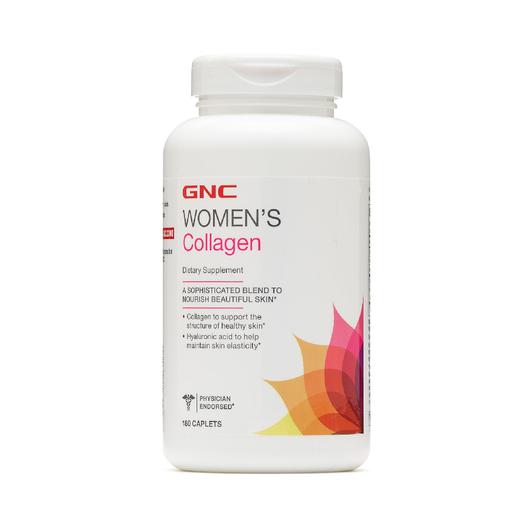 GNC
WOMEN'S
Collagen
Dietary Supplement
A SOPHISTICATED BLEND TO
NOURISH BEAUTIFUL SKIN*
• Collagen to support the
structure of healthy skin*
• Hyaluronic acid to help
maintain skin elasticity*
PHYSICIAN
ENDORSED*
180 CAPLETS